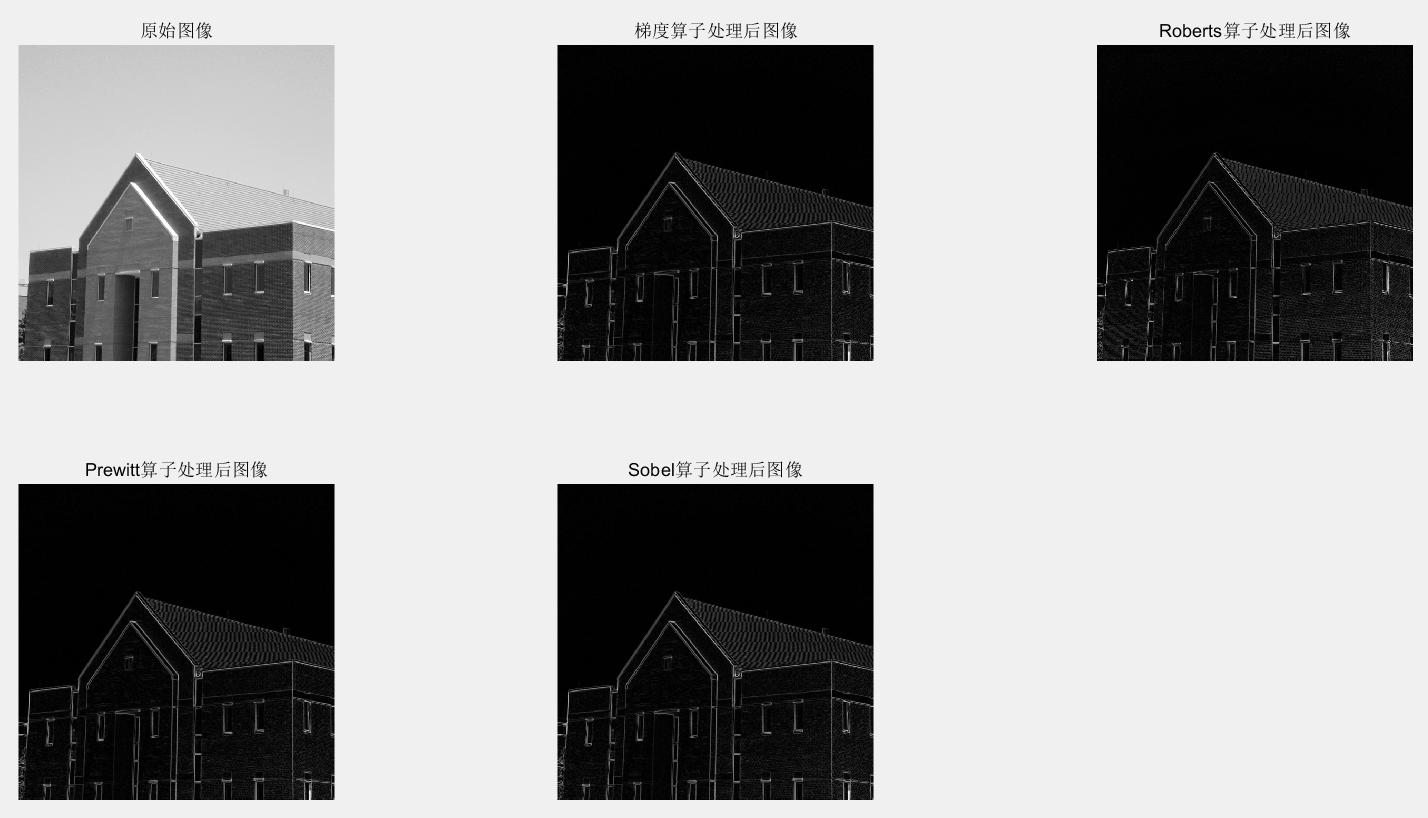 原始图像
梯度算子处理后图像
Roberts算子处理后图像
Prewitt算子处理后图像
Sobel算子处理后图像